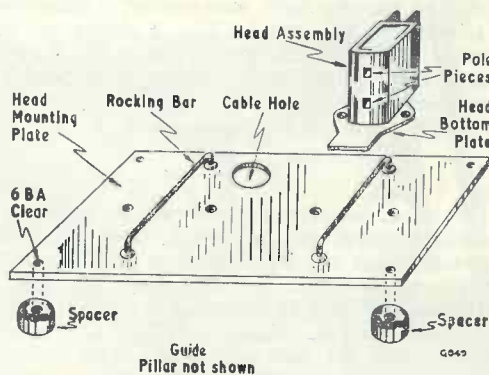 Head Assembly
Pole
Pieces
Head
Bottom
Plate
Head
Mounting
Plate
Rocking Bar
Cable Hole
6 BA
Clear
Spacer
Spacer
Guide
Pillar not shown